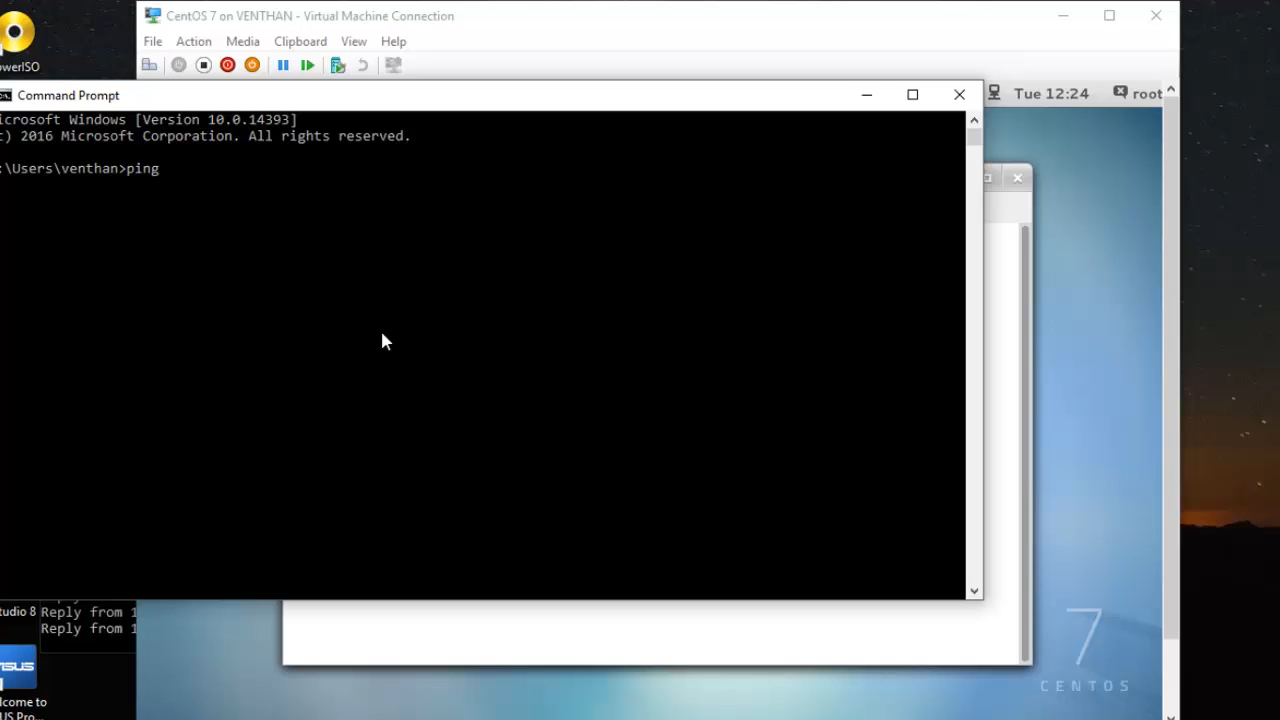 CentOS 7 on VENTHAN - Virtual Machine Connection
File Action Media Clipboard View Help
owerISO
Command Prompt
Tue 12:24 root
icrosoft Windows [Version 10.0.14393]
) 2016 Microsoft Corporation. All rights reserved.
:\Users\venthan>ping
tudio 8
Reply from 1
Reply from 1
7
CENTOS
lcome to
US Pro...